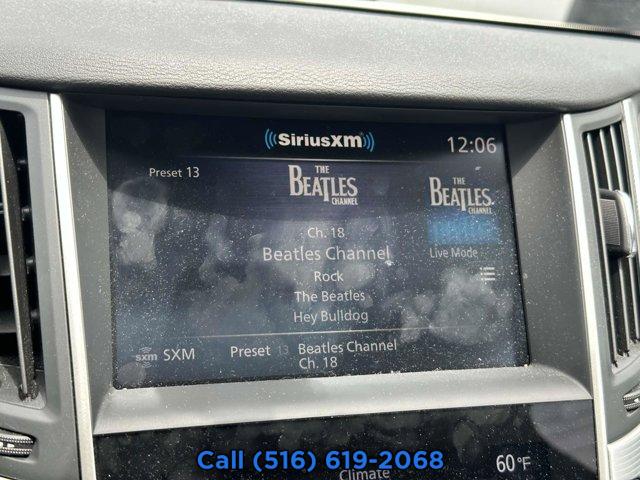 SiriusXM
12:06
Preset 13
THE
BEATLES
CHANNEL
THE
BEATLES
CHANNEL
Ch. 18
Beatles Channel
Live Mode
Rock
The Beatles
Hey Bulldog
sxm SXM
Preset 13 Beatles Channel
Ch. 18
Call (516) 619-2068
Climate
60°F